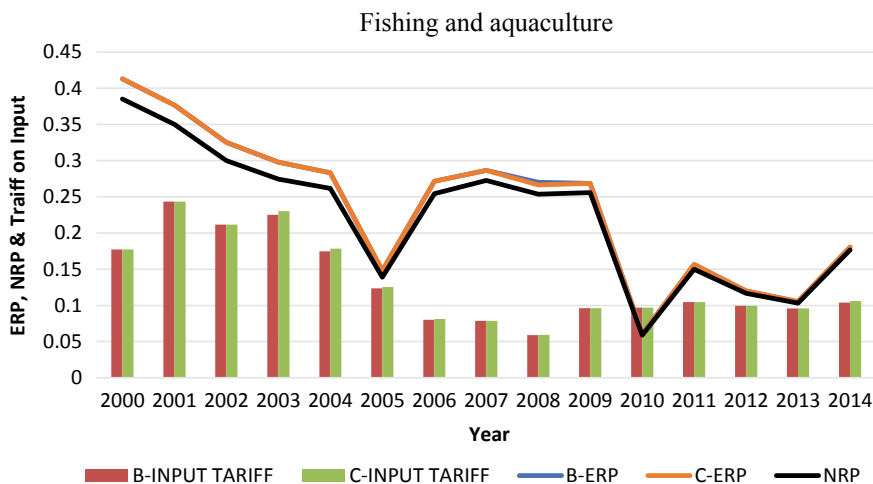 Fishing and aquaculture
ERP, NRP & Traiff on Input
0.45
0.4
0.35
0.3
0.25
0.2
0.15
0.1
0.05
0
2000 2001 2002 2003 2004 2005 2006 2007 2008 2009 2010 2011 2012 2013 2014
Year
B-INPUT TARIFF C-INPUT TARIFF B-ERP C-ERP NRP